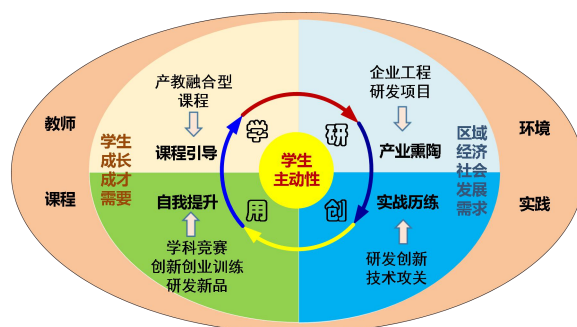 教师
课程
学生
成长
成才
需要
产教融合型
课程
课程引导
学
企业工程
研发项目
产业熏陶
研
学生
主动性
自我提升
用
学科竞赛
创新创业训练
研发新品
实战历练
创
研发创新
技术攻关
区域
经济
社会
发展
需求
环境
实践